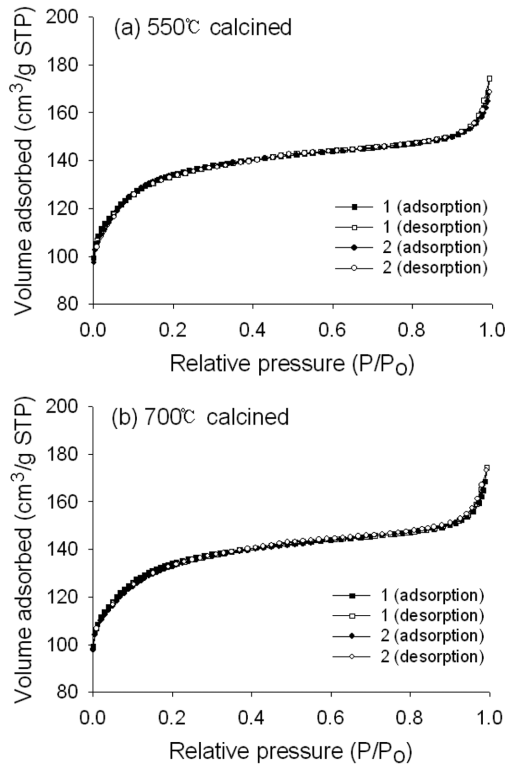 (a) 550℃ calcined
Volume adsorbed (cm³/g STP)
200
180
160
140
120
100
80
1 (adsorption)
1 (desorption)
2 (adsorption)
2 (desorption)
0.0 0.2 0.4 0.6 0.8 1.0
Relative pressure (P/P₀)
(b) 700℃ calcined
Volume adsorbed (cm³/g STP)
200
180
160
140
120
100
80
1 (adsorption)
1 (desorption)
2 (adsorption)
2 (desorption)
0.0 0.2 0.4 0.6 0.8 1.0
Relative pressure (P/P₀)